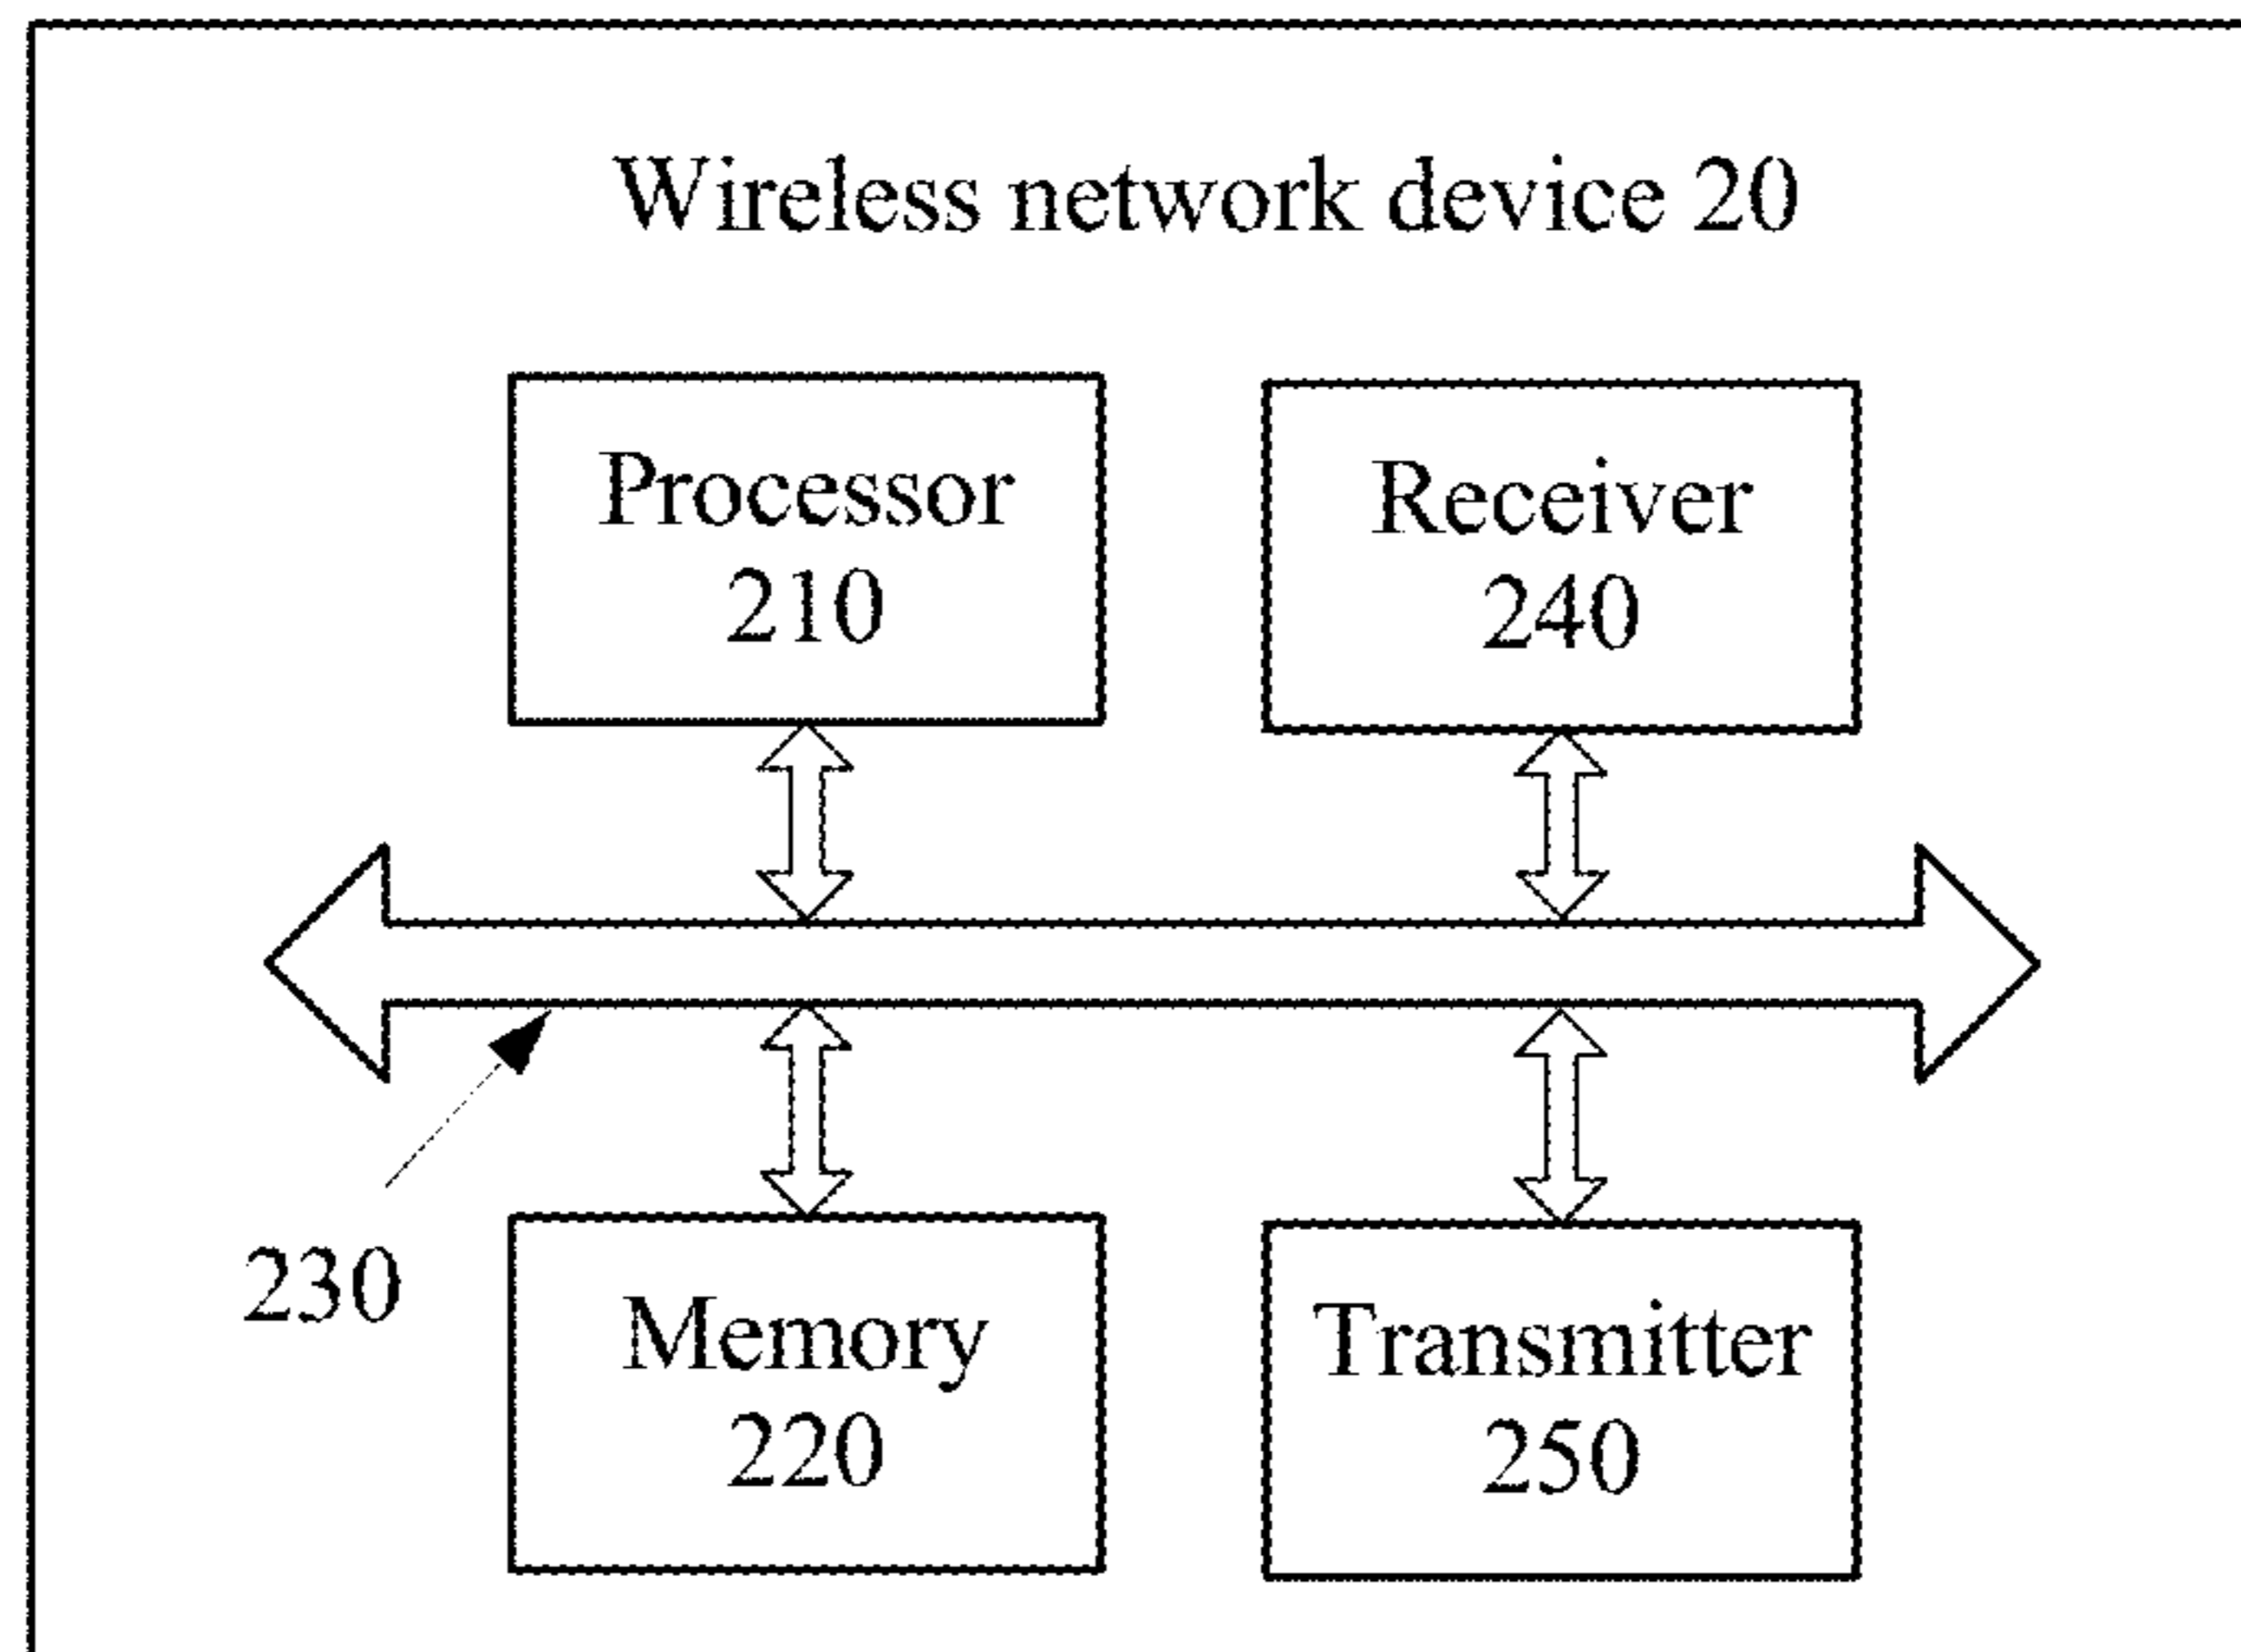 Wireless network device 20
Processor
210
Receiver
240
230
Memory
220
Transmitter
250